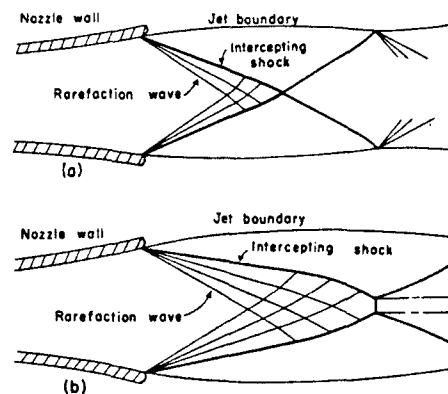 Nozzle wall
Jet boundary
Intercepting
shock
Rarefaction wave
(a)
Nozzle wall
Jet boundary
Intercepting shock
Rarefaction wave
(b)